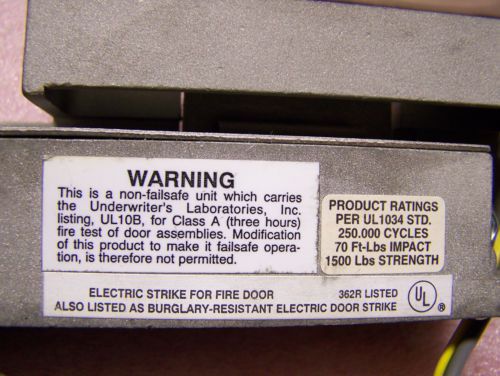 WARNING
This is a non-failsafe unit which carries
the Underwriter's Laboratories, Inc.
listing, UL10B, for Class A (three hours)
fire test of door assemblies. Modification
of this product to make it failsafe opera-
tion, is therefore not permitted.
PRODUCT RATINGS
PER UL1034 STD.
250.000 CYCLES
70 Ft-Lbs IMPACT
1500 Lbs STRENGTH
ELECTRIC STRIKE FOR FIRE DOOR 362R LISTED
ALSO LISTED AS BURGLARY-RESISTANT ELECTRIC DOOR STRIKE
UL ®